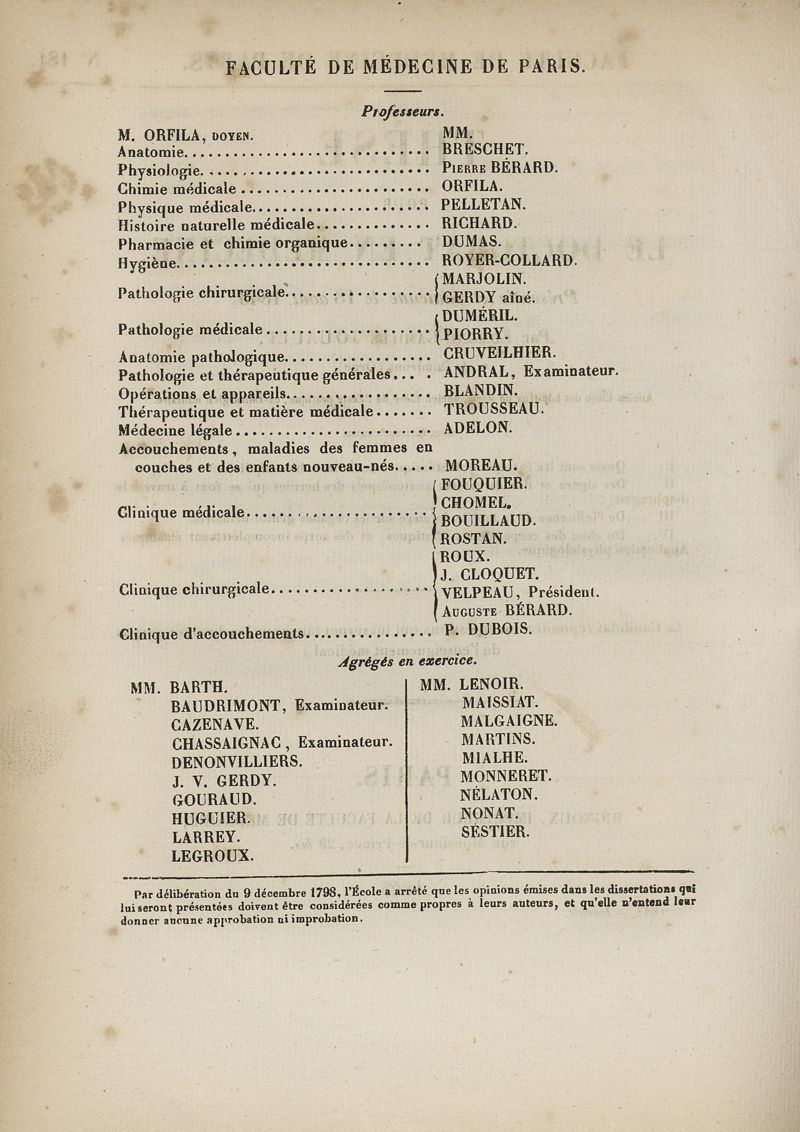 FACULTÉ DE MÉDECINE DE PARIS.
Professeurs.
M. ORFILA, DOYEN. MM.
Anatomie.............................. BRESCHET.
Physiologie............................ PIERRE BÉRARD.
Chimie médicale....................... ORFILA.
Physique médicale..................... PELLETAN.
Histoire naturelle médicale.............. RICHARD.
Pharmacie et chimie organique......... DUMAS.
Hygiène............................... ROYER-COLLARD.
Pathologie chirurgicale.................. { MARJOLIN.
GERDY aîné.
Pathologie médicale.................... { DUMÉRIL.
PIORRY.
Anatomie pathologique.................. CRUVEILHIER.
Pathologie et thérapeutique générales.... ANDRAL, Examinateur.
Opérations et appareils.................. BLANDIN.
Thérapeutique et matière médicale....... TROUSSEAU.
Médecine légale........................ ADELON.
Accouchements, maladies des femmes en
couches et des enfants nouveau-nés..... MOREAU.
Clinique médicale...................... { FOUQUIER.
CHOMEL.
BOUILLAUD.
ROSTAN.
Clinique chirurgicale................... { ROUX.
J. CLOQUET.
VELPEAU, Président.
AUGUSTE BÉRARD.
Clinique d'accouchements................ P. DUBOIS.
Agrégés en exercice.
MM. BARTH.
BAUDRIMONT, Examinateur.
CAZENAVE.
CHASSAIGNAC, Examinateur.
DENONVILLIERS.
J. V. GERDY.
GOURAUD.
HUGUIER.
LARREY.
LEGROUX.
MM. LENOIR.
MAISSIAT.
MALGAIGNE.
MARTINS.
MIALHE.
MONNERET.
NÉLATON.
NONAT.
SESTIER.
Par délibération du 9 décembre 1798, l'École a arrêté que les opinions émises dans les dissertations qui
lui seront présentées doivent être considérées comme propres à leurs auteurs, et qu'elle n'entend leur
donner aucune approbation ni improbation.